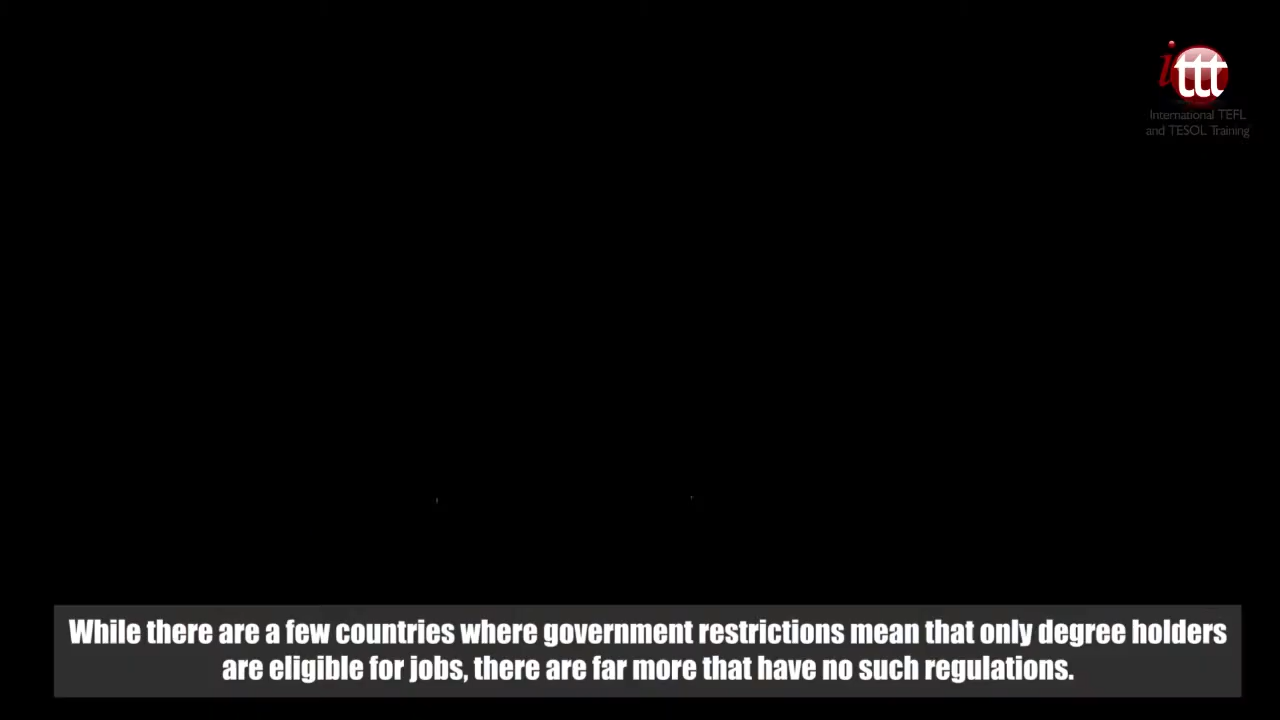 ittt
International TEFL
and TESOL Training
While there are a few countries where government restrictions mean that only degree holders
are eligible for jobs, there are far more that have no such regulations.